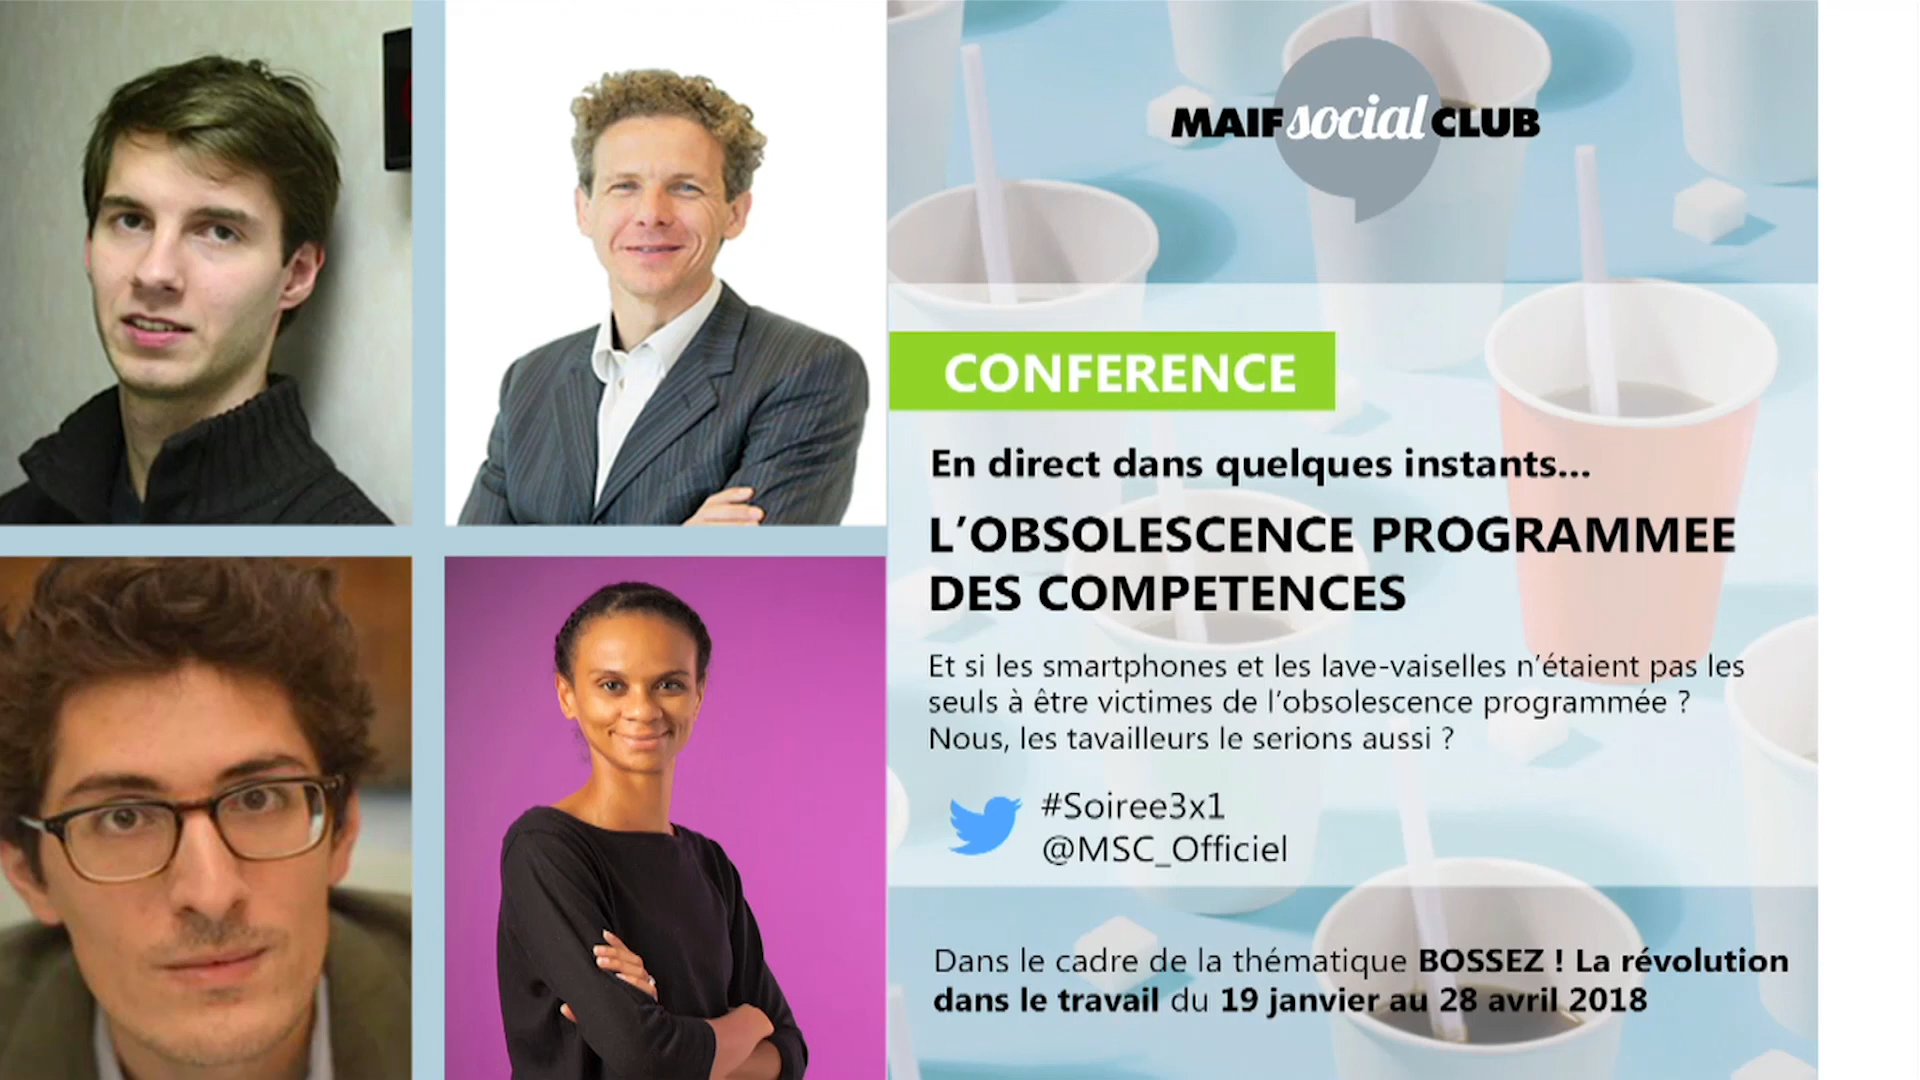 MAIF social CLUB
CONFERENCE
En direct dans quelques instants...
L'OBSOLESCENCE PROGRAMMEE
DES COMPETENCES
Et si les smartphones et les lave-vaiselles n'étaient pas les
seuls à être victimes de l'obsolescence programmée ?
Nous, les tavailleurs le serions aussi ?
#Soiree3x1
@MSC_Officiel
Dans le cadre de la thématique BOSSEZ ! La révolution
dans le travail du 19 janvier au 28 avril 2018